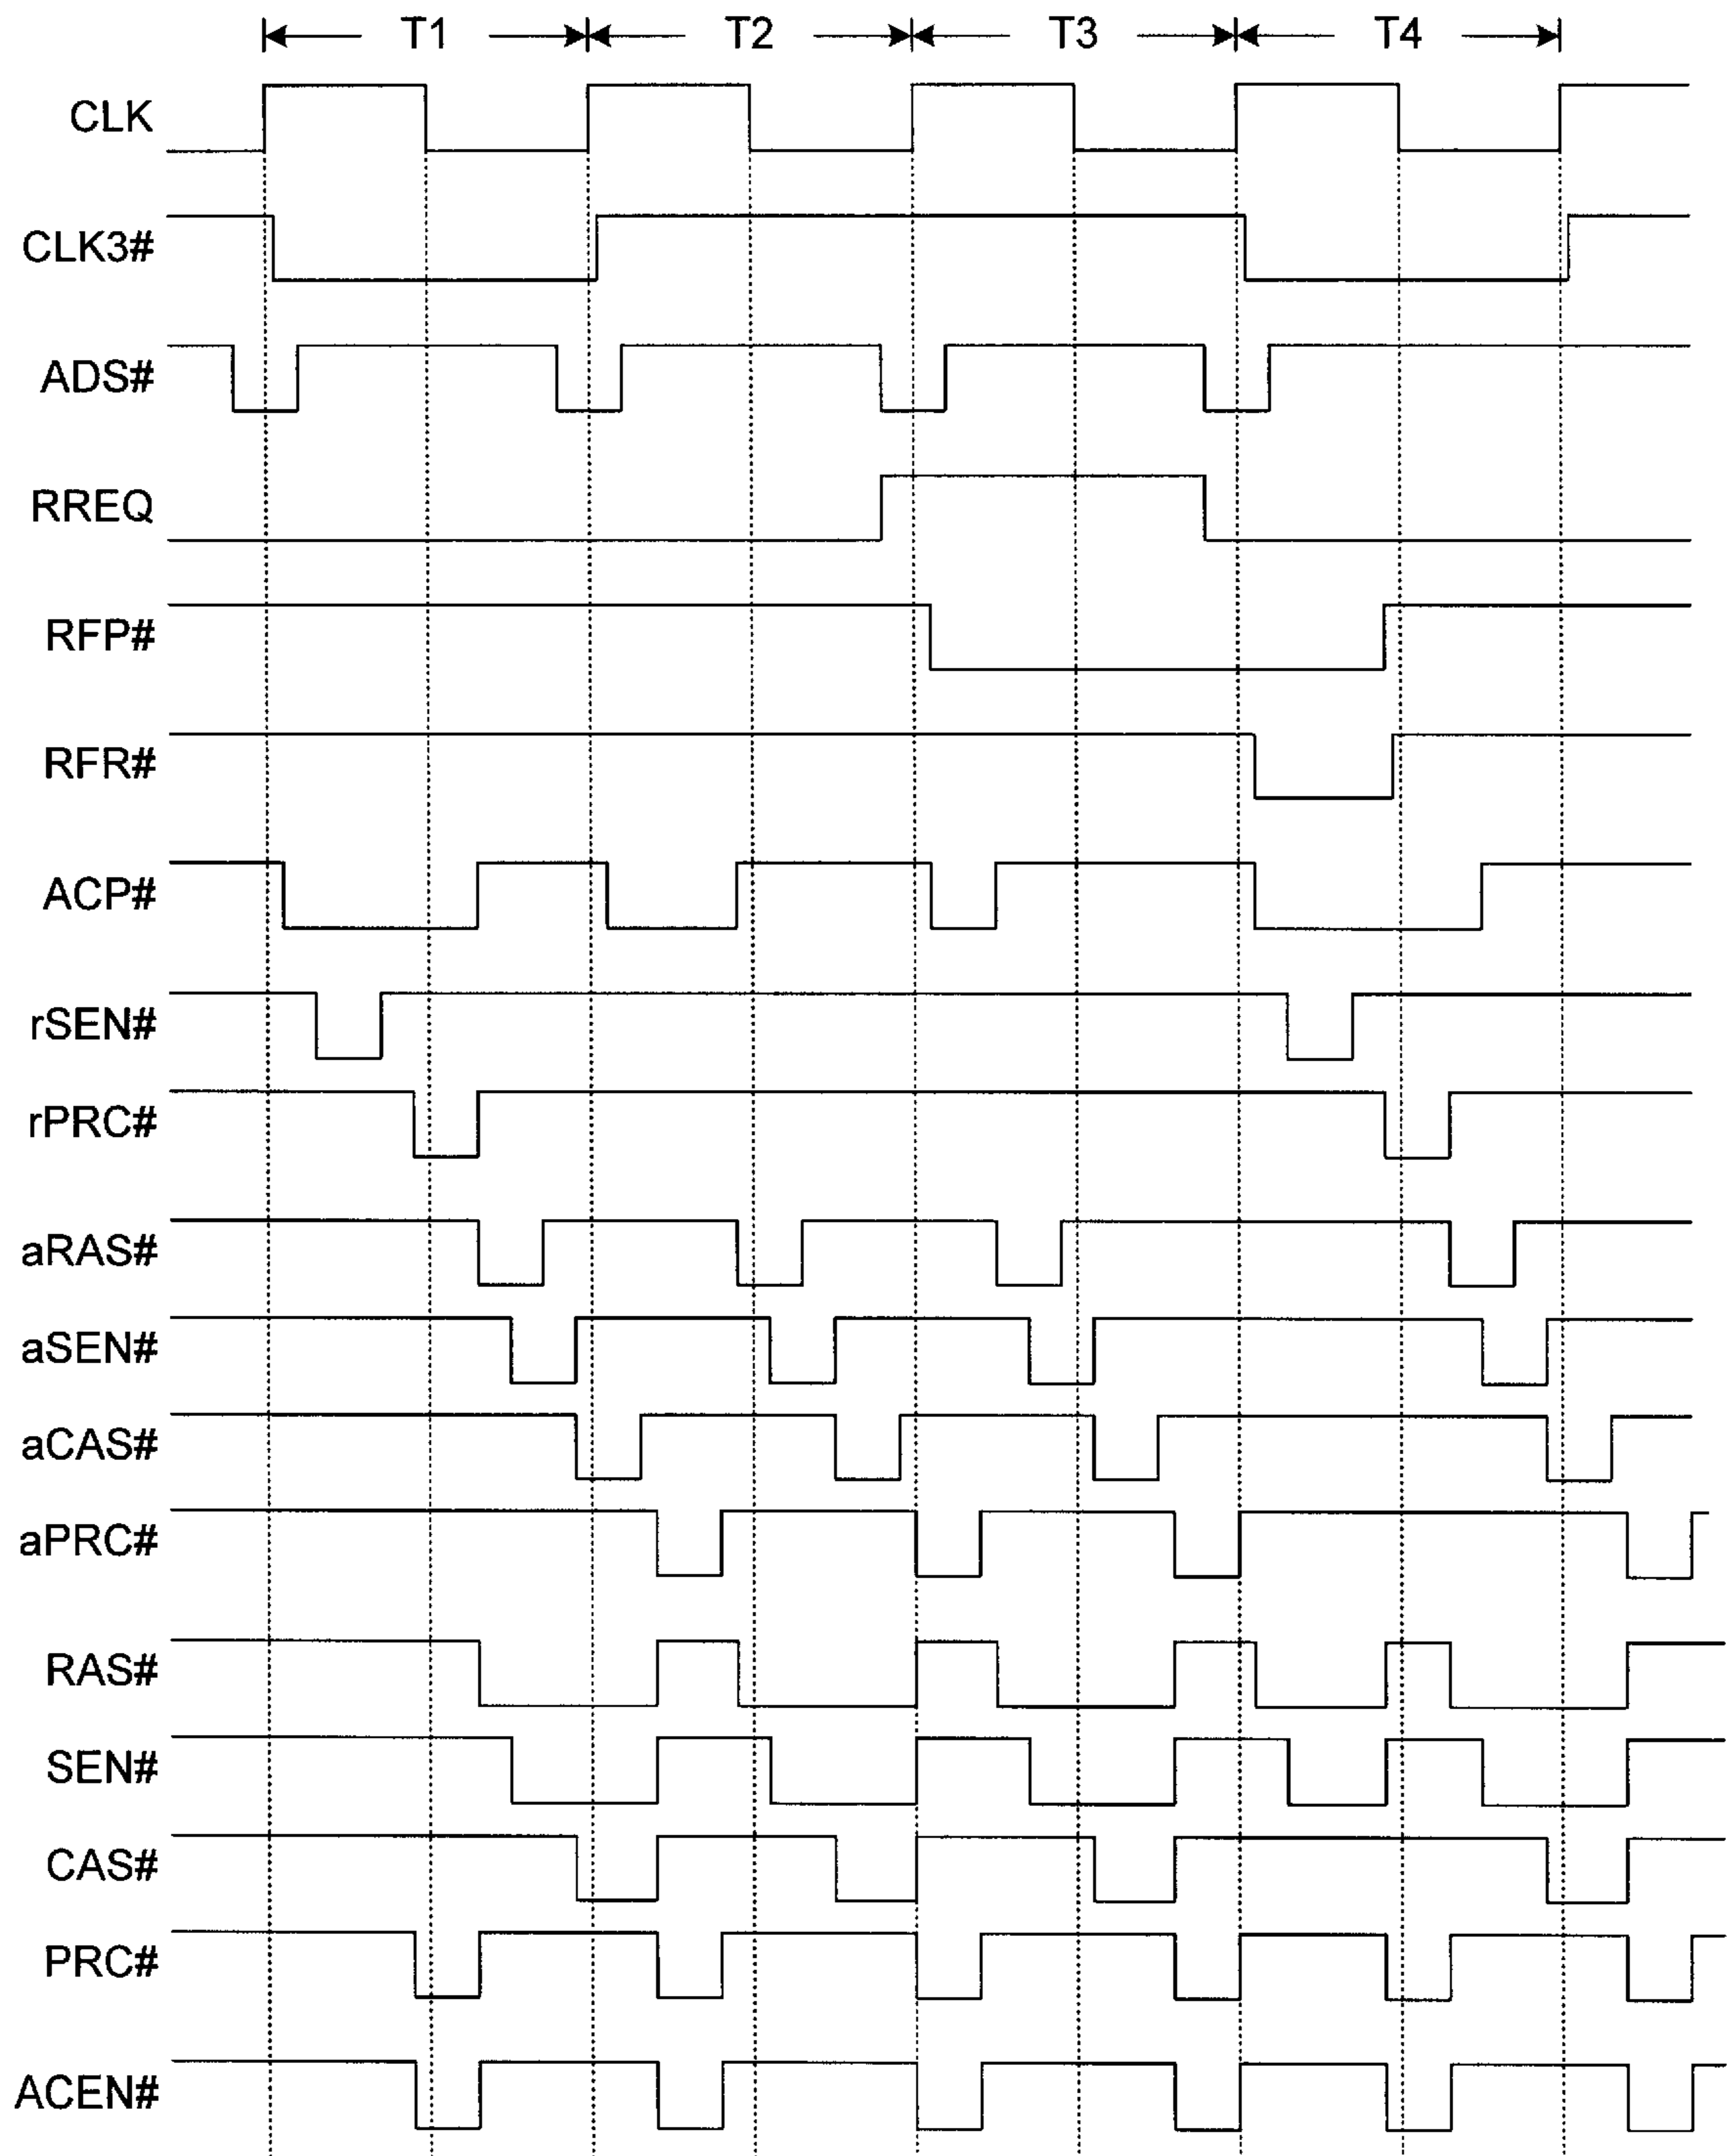 T1 T2 T3 T4
CLK
CLK3#
ADS#
RREQ
RFP#
RFR#
ACP#
rSEN#
rPRC#
aRAS#
aSEN#
aCAS#
aPRC#
RAS#
SEN#
CAS#
PRC#
ACEN#